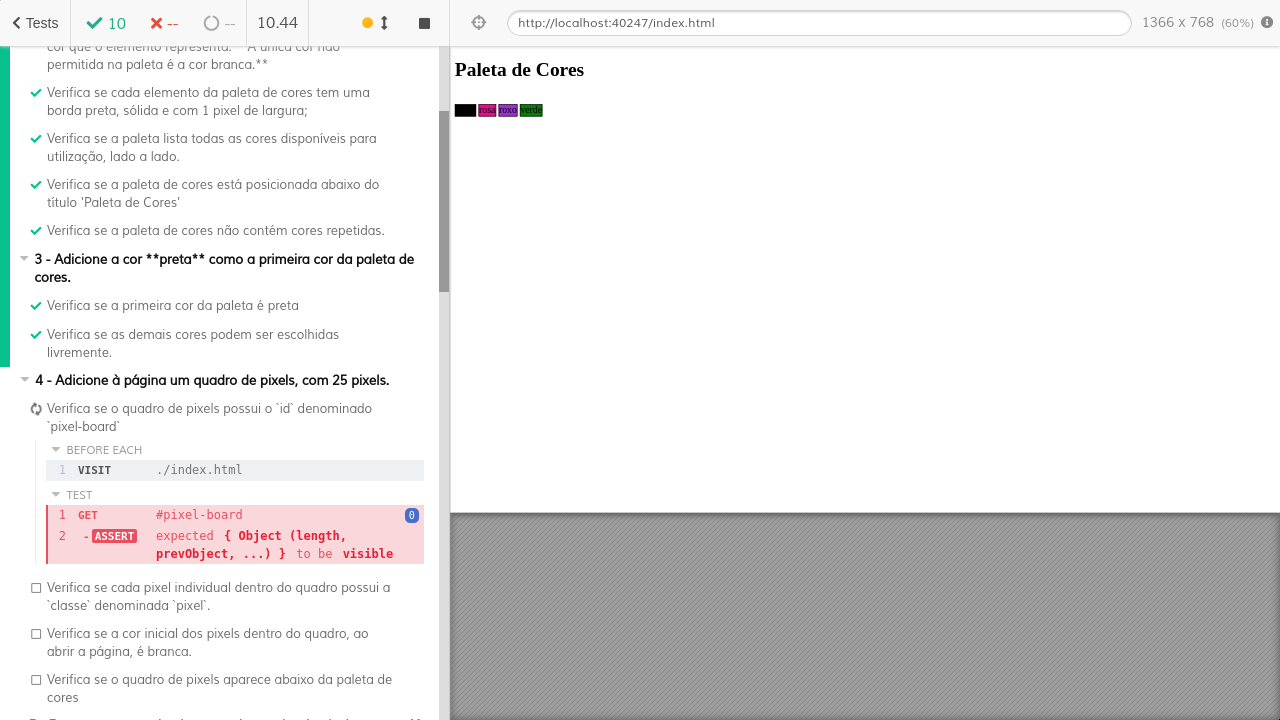 Tests
10
--
--
10.44
http://localhost:40247/index.html
1366 x 768 (60%)
cor que o elemento representa. **A única cor não
permitida na paleta é a cor branca.**
Verifica se cada elemento da paleta de cores tem uma
borda preta, sólida e com 1 pixel de largura;
Verifica se a paleta lista todas as cores disponíveis para
utilização, lado a lado.
Verifica se a paleta de cores está posicionada abaixo do
título 'Paleta de Cores'
Verifica se a paleta de cores não contém cores repetidas.
3 - Adicione a cor **preta** como a primeira cor da paleta de
cores.
Verifica se a primeira cor da paleta é preta
Verifica se as demais cores podem ser escolhidas
livremente.
4 - Adicione à página um quadro de pixels, com 25 pixels.
Verifica se o quadro de pixels possui o `id` denominado
`pixel-board`
BEFORE EACH
1 VISIT ./index.html
TEST
1 GET #pixel-board 0
2 -ASSERT expected { Object (length,
prevObject, ...) } to be visible
Verifica se cada pixel individual dentro do quadro possui a
`classe` denominada `pixel`.
Verifica se a cor inicial dos pixels dentro do quadro, ao
abrir a página, é branca.
Verifica se o quadro de pixels aparece abaixo da paleta de
cores
Paleta de Cores
rosa roxo verde